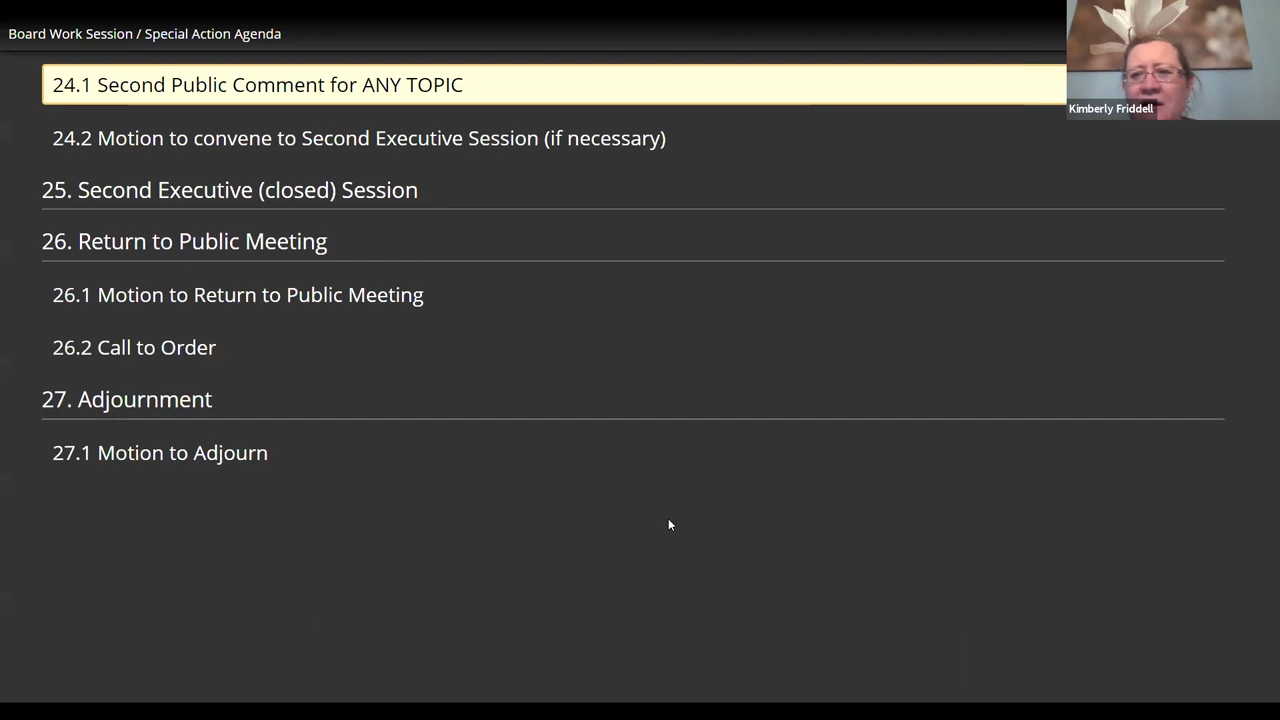 Board Work Session / Special Action Agenda
24.1 Second Public Comment for ANY TOPIC
Kimberly Friddell
24.2 Motion to convene to Second Executive Session (if necessary)
25. Second Executive (closed) Session
26. Return to Public Meeting
26.1 Motion to Return to Public Meeting
26.2 Call to Order
27. Adjournment
27.1 Motion to Adjourn